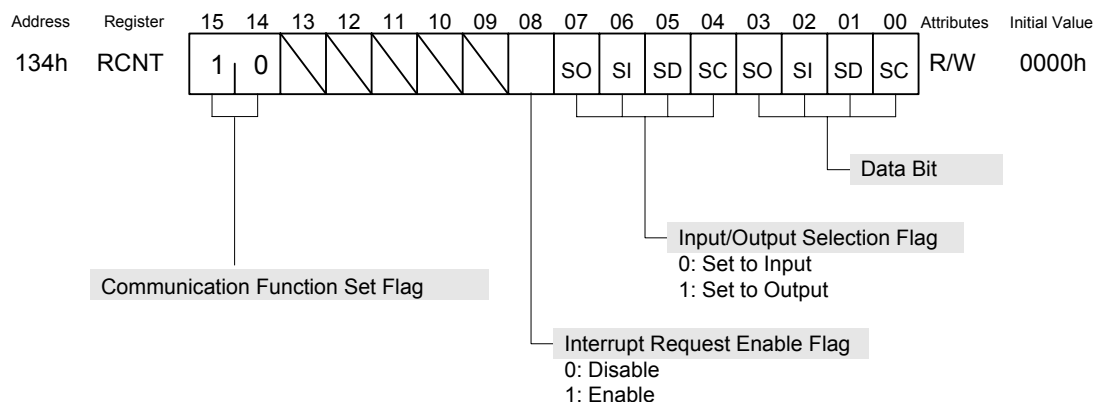 Address Register 15 14 13 12 11 10 09 08 07 06 05 04 03 02 01 00 Attributes Initial Value
134h RCNT 1 0 SO SI SD SC SO SI SD SC R/W 0000h
Data Bit
Input/Output Selection Flag
0: Set to Input
1: Set to Output
Communication Function Set Flag
Interrupt Request Enable Flag
0: Disable
1: Enable